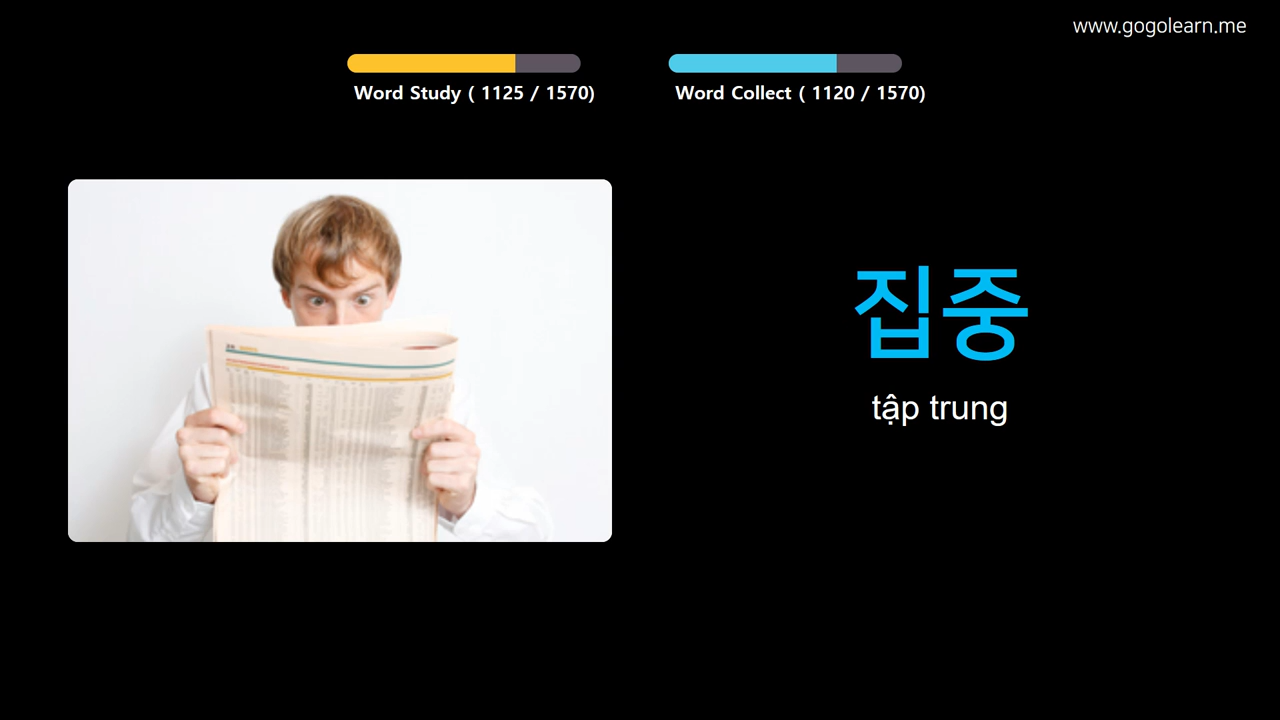 www.gogolearn.me
Word Study ( 1125 / 1570)
Word Collect ( 1120 / 1570)
집중
tập trung